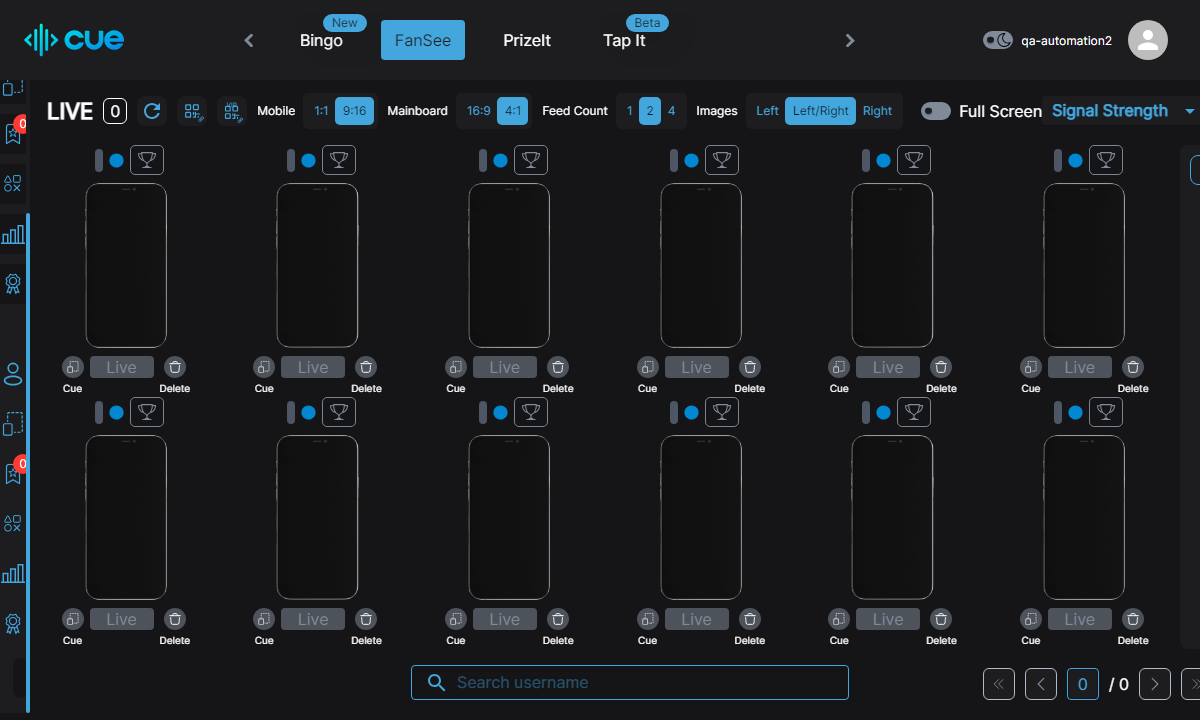 cue
New
Beta
Bingo
FanSee
PrizeIt
Tap It
qa-automation2
LIVE 0
Mobile 1:1 9:16
Mainboard 16:9 4:1
Feed Count 1 2 4
Images Left Left/Right Right
Full Screen
Signal Strength
0
Live Live Live Live Live Live
Cue Delete Cue Delete Cue Delete Cue Delete Cue Delete Cue Delete
0
Live Live Live Live Live Live
Cue Delete Cue Delete Cue Delete Cue Delete Cue Delete Cue Delete
Search username
0 / 0